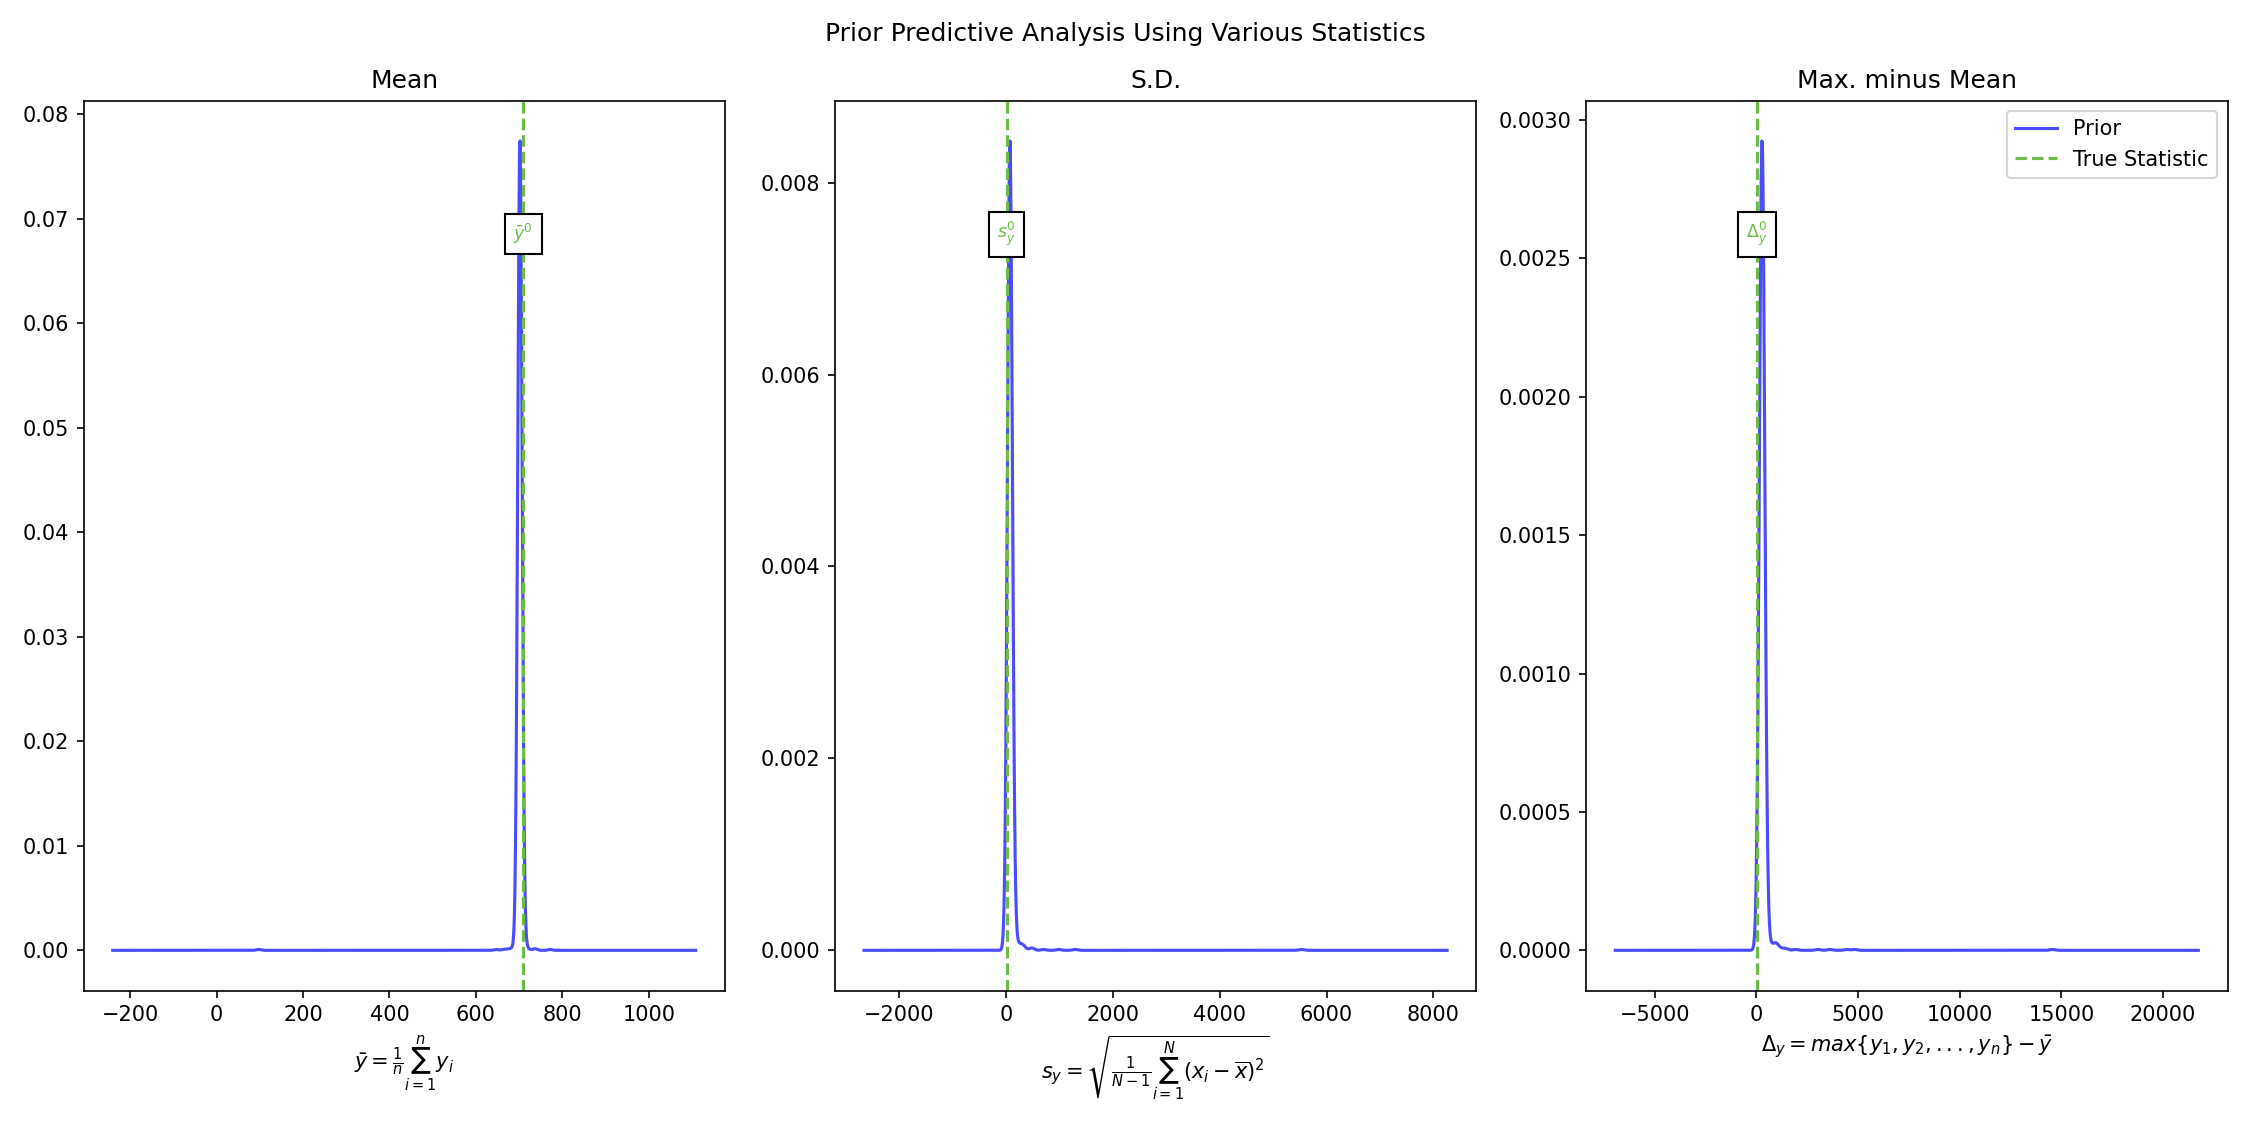 Prior Predictive Analysis Using Various Statistics
Mean
0.08
0.07
0.06
0.05
0.04
0.03
0.02
0.01
0.00
ȳ⁰
−200 0 200 400 600 800 1000
ȳ = 1/n ∑_{i=1}^{n} y_i
S.D.
0.008
0.006
0.004
0.002
0.000
s_y^0
−2000 0 2000 4000 6000 8000
s_y = √(1/(N−1) ∑_{i=1}^{N} (x_i − x̄)²)
Max. minus Mean
0.0030
0.0025
0.0020
0.0015
0.0010
0.0005
0.0000
Δ_y^0
Prior
True Statistic
−5000 0 5000 10000 15000 20000
Δ_y = max{y_1, y_2, . . . , y_n} − ȳ